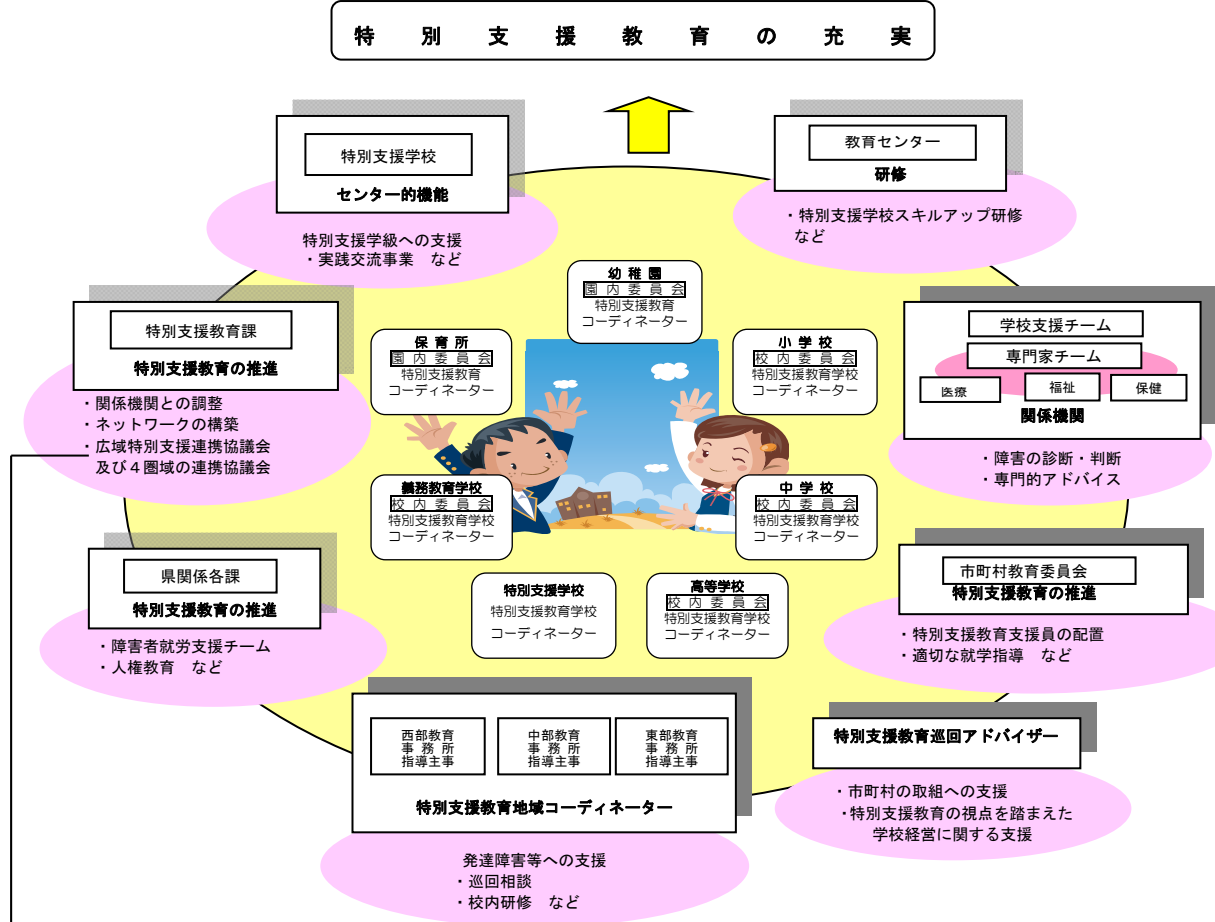 特別支援教育の充実
特別支援学校
センター的機能
特別支援学級への支援
・実践交流事業 など
教育センター
研修
・特別支援学校スキルアップ研修
など
特別支援教育課
特別支援教育の推進
・関係機関との調整
・ネットワークの構築
・広域特別支援連携協議会
及び４圏域の連携協議会
学校支援チーム
専門家チーム
医療
福祉
保健
関係機関
・障害の診断・判断
・専門的アドバイス
幼稚園
園内委員会
特別支援教育
コーディネーター
保育所
園内委員会
特別支援教育
コーディネーター
小学校
校内委員会
特別支援教育学校
コーディネーター
義務教育学校
校内委員会
特別支援教育学校
コーディネーター
中学校
校内委員会
特別支援教育学校
コーディネーター
特別支援学校
特別支援教育学校
コーディネーター
高等学校
校内委員会
特別支援教育学校
コーディネーター
県関係各課
特別支援教育の推進
・障害者就労支援チーム
・人権教育 など
市町村教育委員会
特別支援教育の推進
・特別支援教育支援員の配置
・適切な就学指導 など
西部教育
事務所
指導主事
中部教育
事務所
指導主事
東部教育
事務所
指導主事
特別支援教育地域コーディネーター
発達障害等への支援
・巡回相談
・校内研修 など
特別支援教育巡回アドバイザー
・市町村の取組への支援
・特別支援教育の視点を踏まえた
学校経営に関する支援